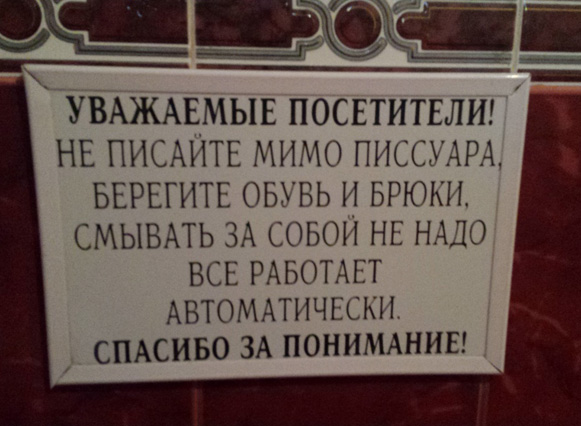 УВАЖАЕМЫЕ ПОСЕТИТЕЛИ!
НЕ ПИСАЙТЕ МИМО ПИССУАРА,
БЕРЕГИТЕ ОБУВЬ И БРЮКИ,
СМЫВАТЬ ЗА СОБОЙ НЕ НАДО
ВСЕ РАБОТАЕТ
АВТОМАТИЧЕСКИ.
СПАСИБО ЗА ПОНИМАНИЕ!